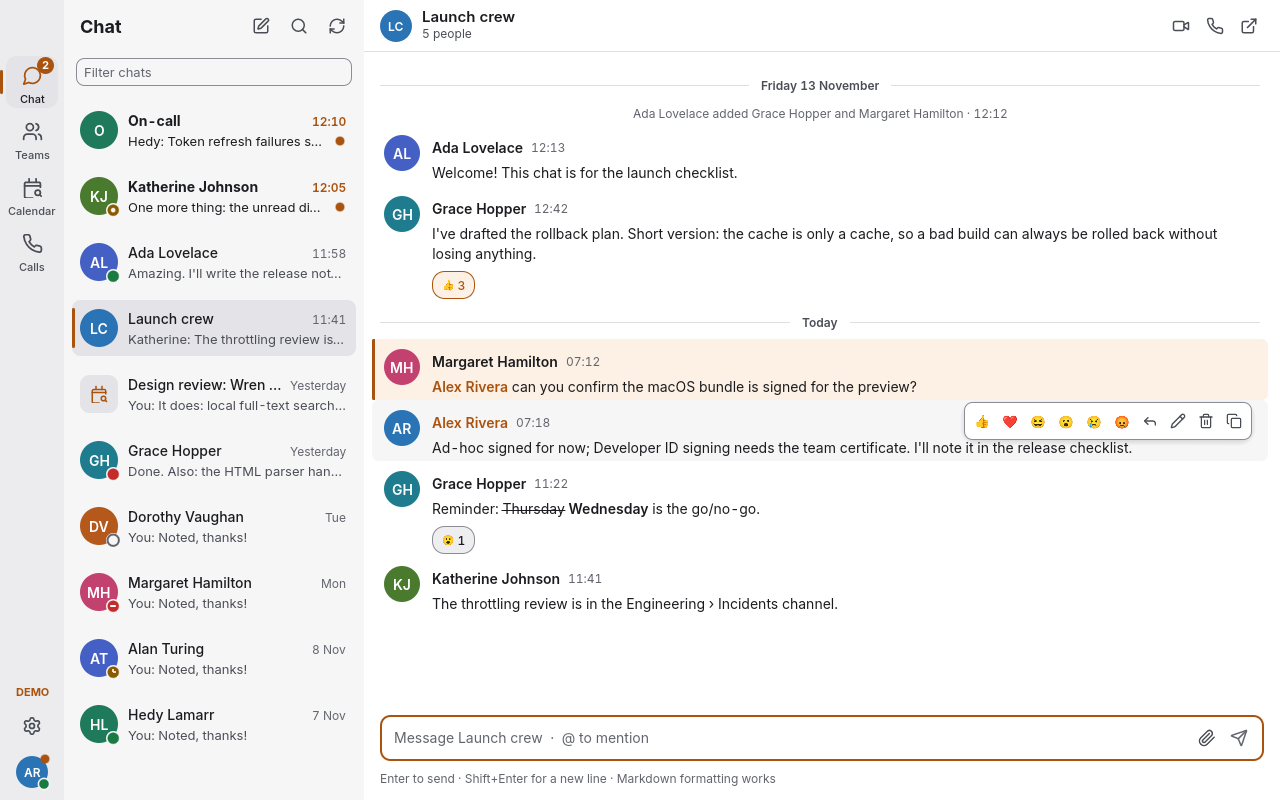 2
Chat
Teams
Calendar
Calls
DEMO
AR
Chat
Filter chats
O
On-call
12:10
Hedy: Token refresh failures s...
KJ
Katherine Johnson
12:05
One more thing: the unread di...
AL
Ada Lovelace
11:58
Amazing. I'll write the release not...
LC
Launch crew
11:41
Katherine: The throttling review is...
Design review: Wren ...
Yesterday
You: It does: local full-text search...
GH
Grace Hopper
Yesterday
Done. Also: the HTML parser han...
DV
Dorothy Vaughan
Tue
You: Noted, thanks!
MH
Margaret Hamilton
Mon
You: Noted, thanks!
AT
Alan Turing
8 Nov
You: Noted, thanks!
HL
Hedy Lamarr
7 Nov
You: Noted, thanks!
LC
Launch crew
5 people
Friday 13 November
Ada Lovelace added Grace Hopper and Margaret Hamilton · 12:12
AL
Ada Lovelace 12:13
Welcome! This chat is for the launch checklist.
GH
Grace Hopper 12:42
I've drafted the rollback plan. Short version: the cache is only a cache, so a bad build can always be rolled back without
losing anything.
👍 3
Today
MH
Margaret Hamilton 07:12
Alex Rivera can you confirm the macOS bundle is signed for the preview?
AR
Alex Rivera 07:18
Ad-hoc signed for now; Developer ID signing needs the team certificate. I'll note it in the release checklist.
GH
Grace Hopper 11:22
Reminder: Thursday Wednesday is the go/no-go.
😮 1
KJ
Katherine Johnson 11:41
The throttling review is in the Engineering › Incidents channel.
Message Launch crew · @ to mention
Enter to send · Shift+Enter for a new line · Markdown formatting works